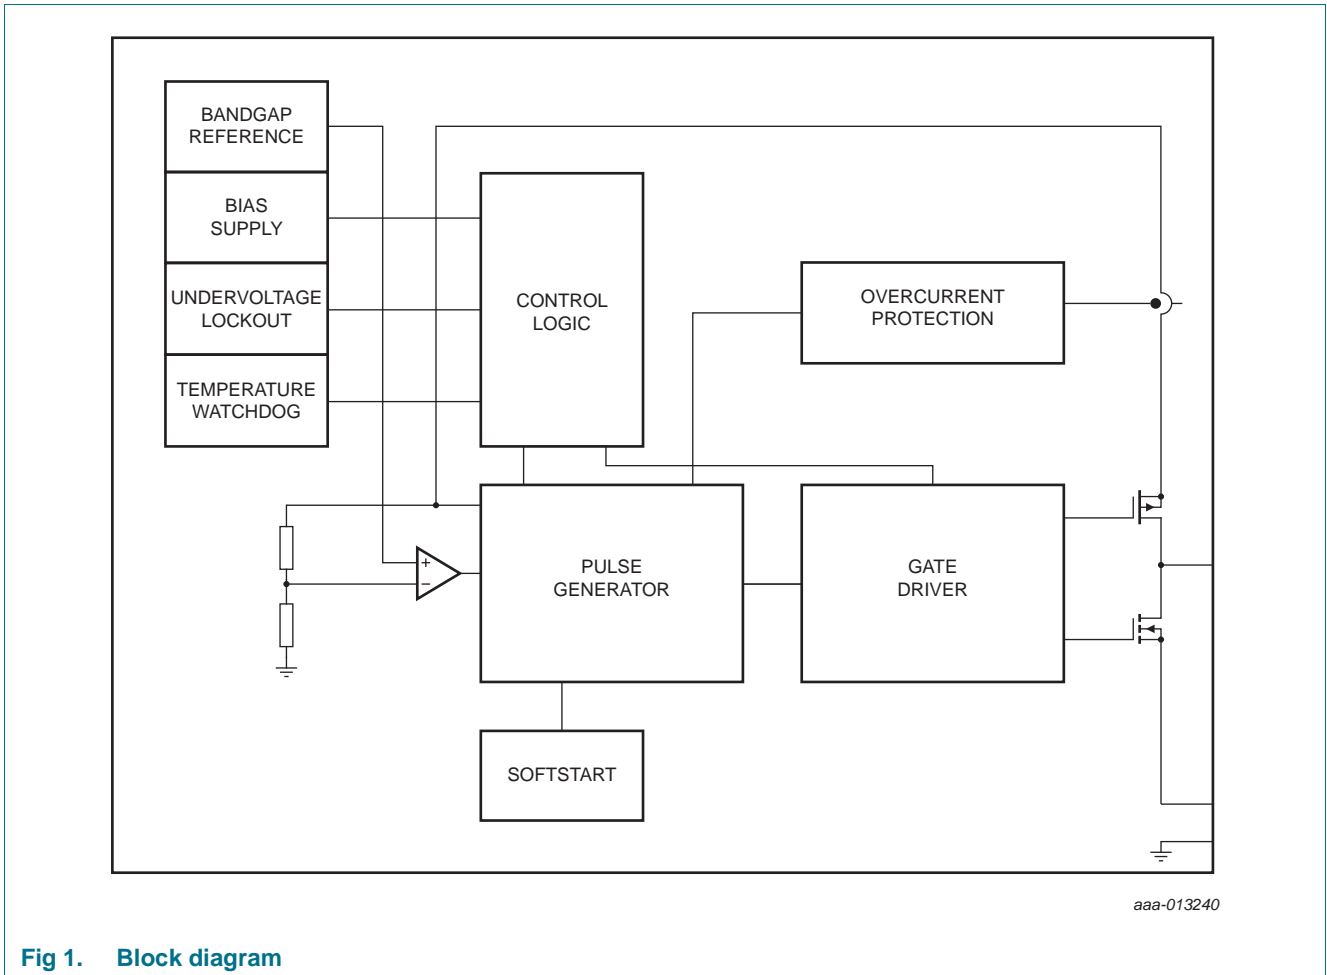 BANDGAP
REFERENCE
BIAS
SUPPLY
UNDERVOLTAGE
LOCKOUT
TEMPERATURE
WATCHDOG
CONTROL
LOGIC
OVERCURRENT
PROTECTION
+
−
PULSE
GENERATOR
GATE
DRIVER
SOFTSTART
aaa-013240
Fig 1. Block diagram